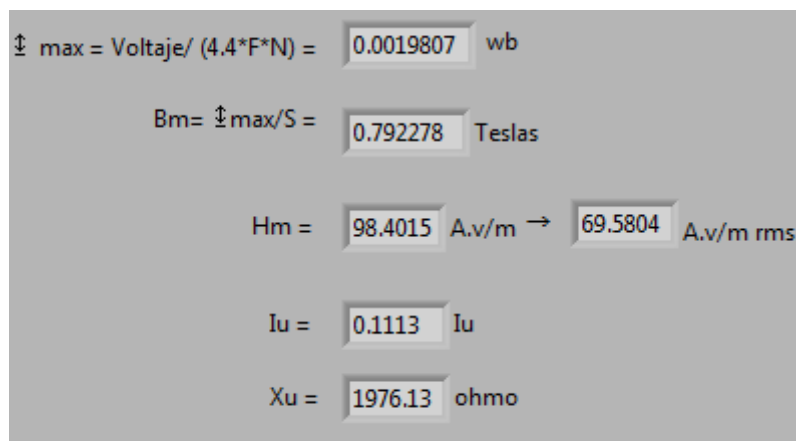 ⇕ max = Voltaje/ (4.4*F*N) = 0.0019807 wb
Bm= ⇕max/S = 0.792278 Teslas
Hm = 98.4015 A.v/m → 69.5804 A.v/m rms
Iu = 0.1113 Iu
Xu = 1976.13 ohmo